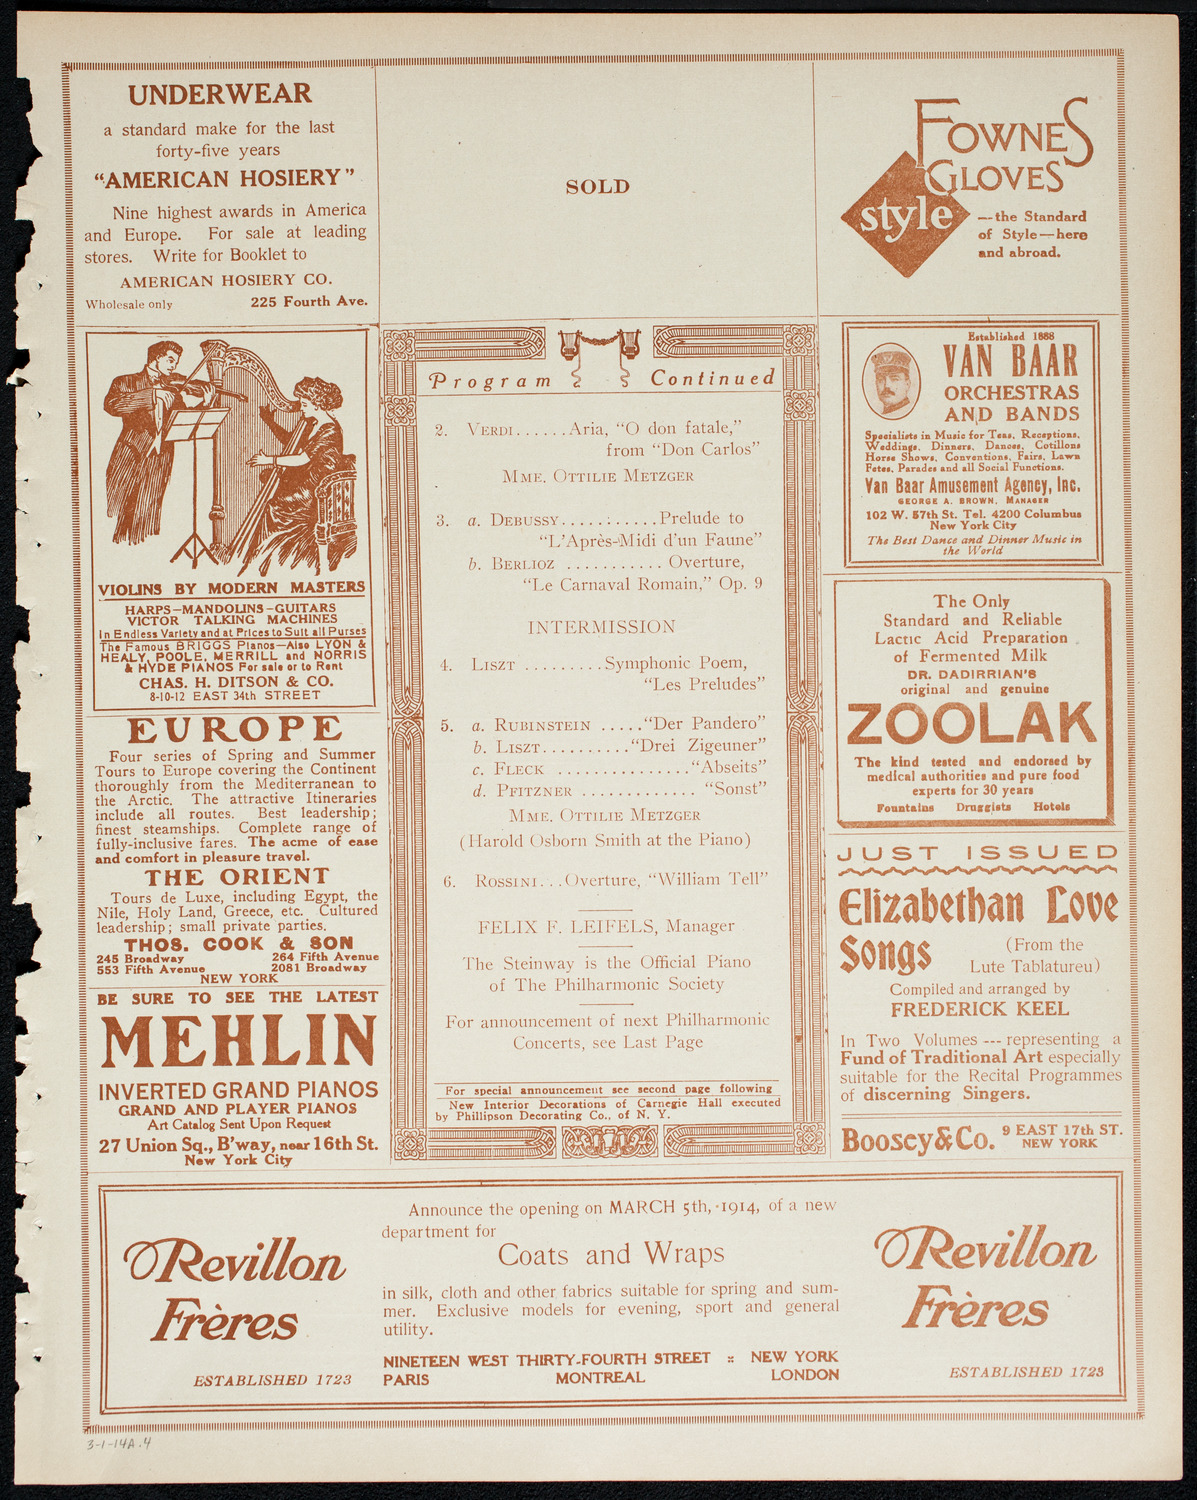 UNDERWEAR
a standard make for the last
forty-five years
“AMERICAN HOSIERY”
Nine highest awards in America
and Europe. For sale at leading
stores. Write for Booklet to
AMERICAN HOSIERY CO.
Wholesale only 225 Fourth Ave.
SOLD
FOWNES
GLOVES
style
—the Standard
of Style—here
and abroad.
VIOLINS BY MODERN MASTERS
HARPS—MANDOLINS—GUITARS
VICTOR TALKING MACHINES
In Endless Variety and at Prices to Suit all Purses
The Famous BRIGGS Pianos—Also LYON &
HEALY, POOLE, MERRILL and NORRIS
& HYDE PIANOS For sale or to Rent
CHAS. H. DITSON & CO.
8-10-12 EAST 34th STREET
EUROPE
Four series of Spring and Summer
Tours to Europe covering the Continent
thoroughly from the Mediterranean to
the Arctic. The attractive Itineraries
include all routes. Best leadership;
finest steamships. Complete range of
fully-inclusive fares. The acme of ease
and comfort in pleasure travel.
THE ORIENT
Tours de Luxe, including Egypt, the
Nile, Holy Land, Greece, etc. Cultured
leadership; small private parties.
THOS. COOK & SON
245 Broadway 264 Fifth Avenue
553 Fifth Avenue 2081 Broadway
NEW YORK
BE SURE TO SEE THE LATEST
MEHLIN
INVERTED GRAND PIANOS
GRAND AND PLAYER PIANOS
Art Catalog Sent Upon Request
27 Union Sq., B'way, near 16th St.
New York City
Program Continued
2. VERDI......Aria, “O don fatale,”
from “Don Carlos”
MME. OTTILIE METZGER
3. a. DEBUSSY.....:.....Prelude to
“L'Après-Midi d'un Faune”
b. BERLIOZ ........... Overture,
“Le Carnaval Romain,” Op. 9
INTERMISSION
4. LISZT .........Symphonic Poem,
“Les Preludes”
5. a. RUBINSTEIN .....“Der Pandero”
b. LISZT..........“Drei Zigeuner”
c. FLECK ...............“Abseits”
d. PFITZNER ............. “Sonst”
MME. OTTILIE METZGER
(Harold Osborn Smith at the Piano)
6. ROSSINI...Overture, “William Tell”
FELIX F. LEIFELS, Manager
The Steinway is the Official Piano
of The Philharmonic Society
For announcement of next Philharmonic
Concerts, see Last Page
For special announcement see second page following
New Interior Decorations of Carnegie Hall executed
by Phillipson Decorating Co., of N. Y.
Established 1888
VAN BAAR
ORCHESTRAS
AND BANDS
Specialists in Music for Teas, Receptions,
Weddings, Dinners, Dances, Cotillons
Horse Shows, Conventions, Fairs, Lawn
Fetes, Parades and all Social Functions.
Van Baar Amusement Agency, Inc.
GEORGE A. BROWN, MANAGER
102 W. 57th St. Tel. 4200 Columbus
New York City
The Best Dance and Dinner Music in
the World
The Only
Standard and Reliable
Lactic Acid Preparation
of Fermented Milk
DR. DADIRRIAN'S
original and genuine
ZOOLAK
The kind tested and endorsed by
medical authorities and pure food
experts for 30 years
Fountains Druggists Hotels
JUST ISSUED
Elizabethan Love
Songs (From the
Lute Tablatureu)
Compiled and arranged by
FREDERICK KEEL
In Two Volumes --- representing a
Fund of Traditional Art especially
suitable for the Recital Programmes
of discerning Singers.
Boosey&Co. 9 EAST 17th ST.
NEW YORK
Revillon
Frères
ESTABLISHED 1723
Announce the opening on MARCH 5th, 1914, of a new
department for
Coats and Wraps
in silk, cloth and other fabrics suitable for spring and sum-
mer. Exclusive models for evening, sport and general
utility.
NINETEEN WEST THIRTY-FOURTH STREET :: NEW YORK
PARIS MONTREAL LONDON
Revillon
Frères
ESTABLISHED 1723
3-1-14A.4